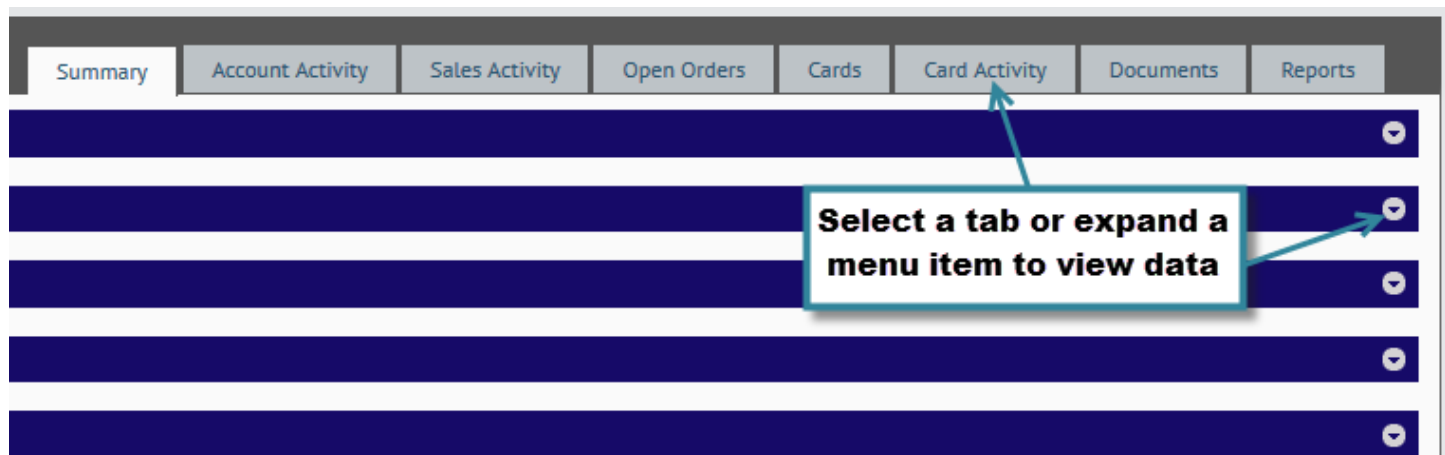 Summary Account Activity Sales Activity Open Orders Cards Card Activity Documents Reports
Select a tab or expand a
menu item to view data